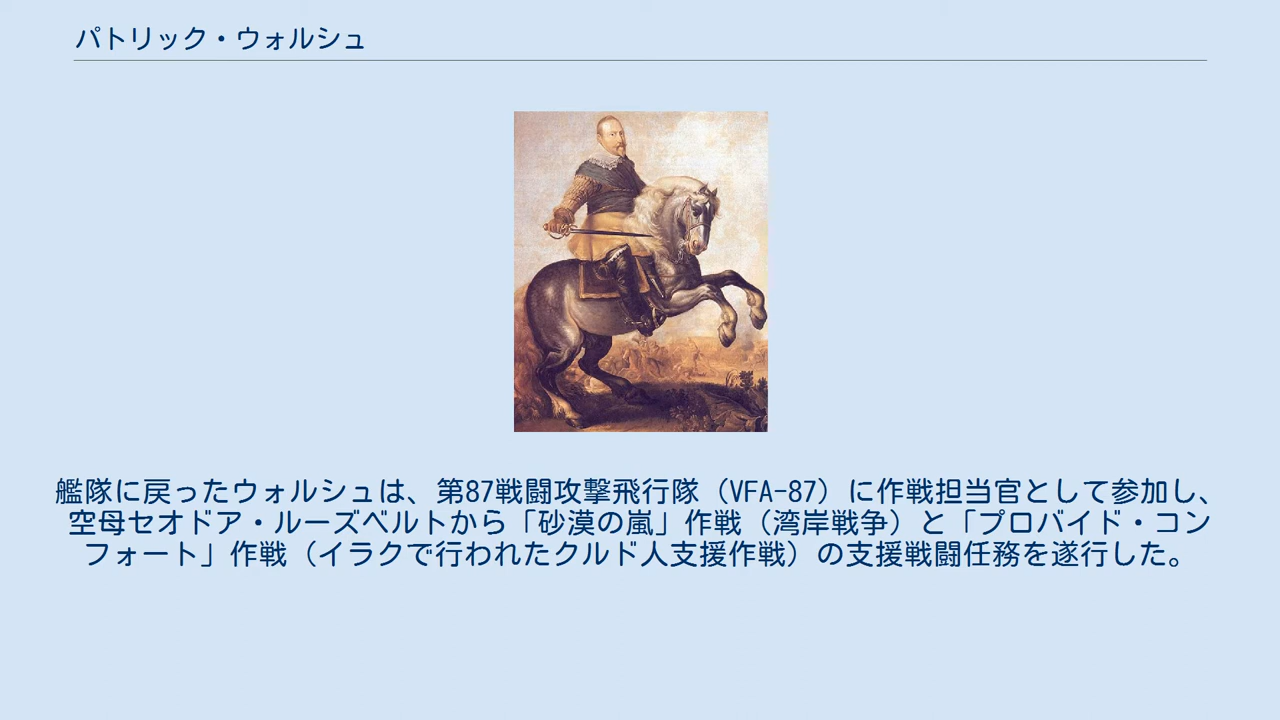 パトリック・ウォルシュ
艦隊に戻ったウォルシュは、第87戦闘攻撃飛行隊（VFA-87）に作戦担当官として参加し、
空母セオドア・ルーズベルトから「砂漠の嵐」作戦（湾岸戦争）と「プロバイド・コン
フォート」作戦（イラクで行われたクルド人支援作戦）の支援戦闘任務を遂行した。